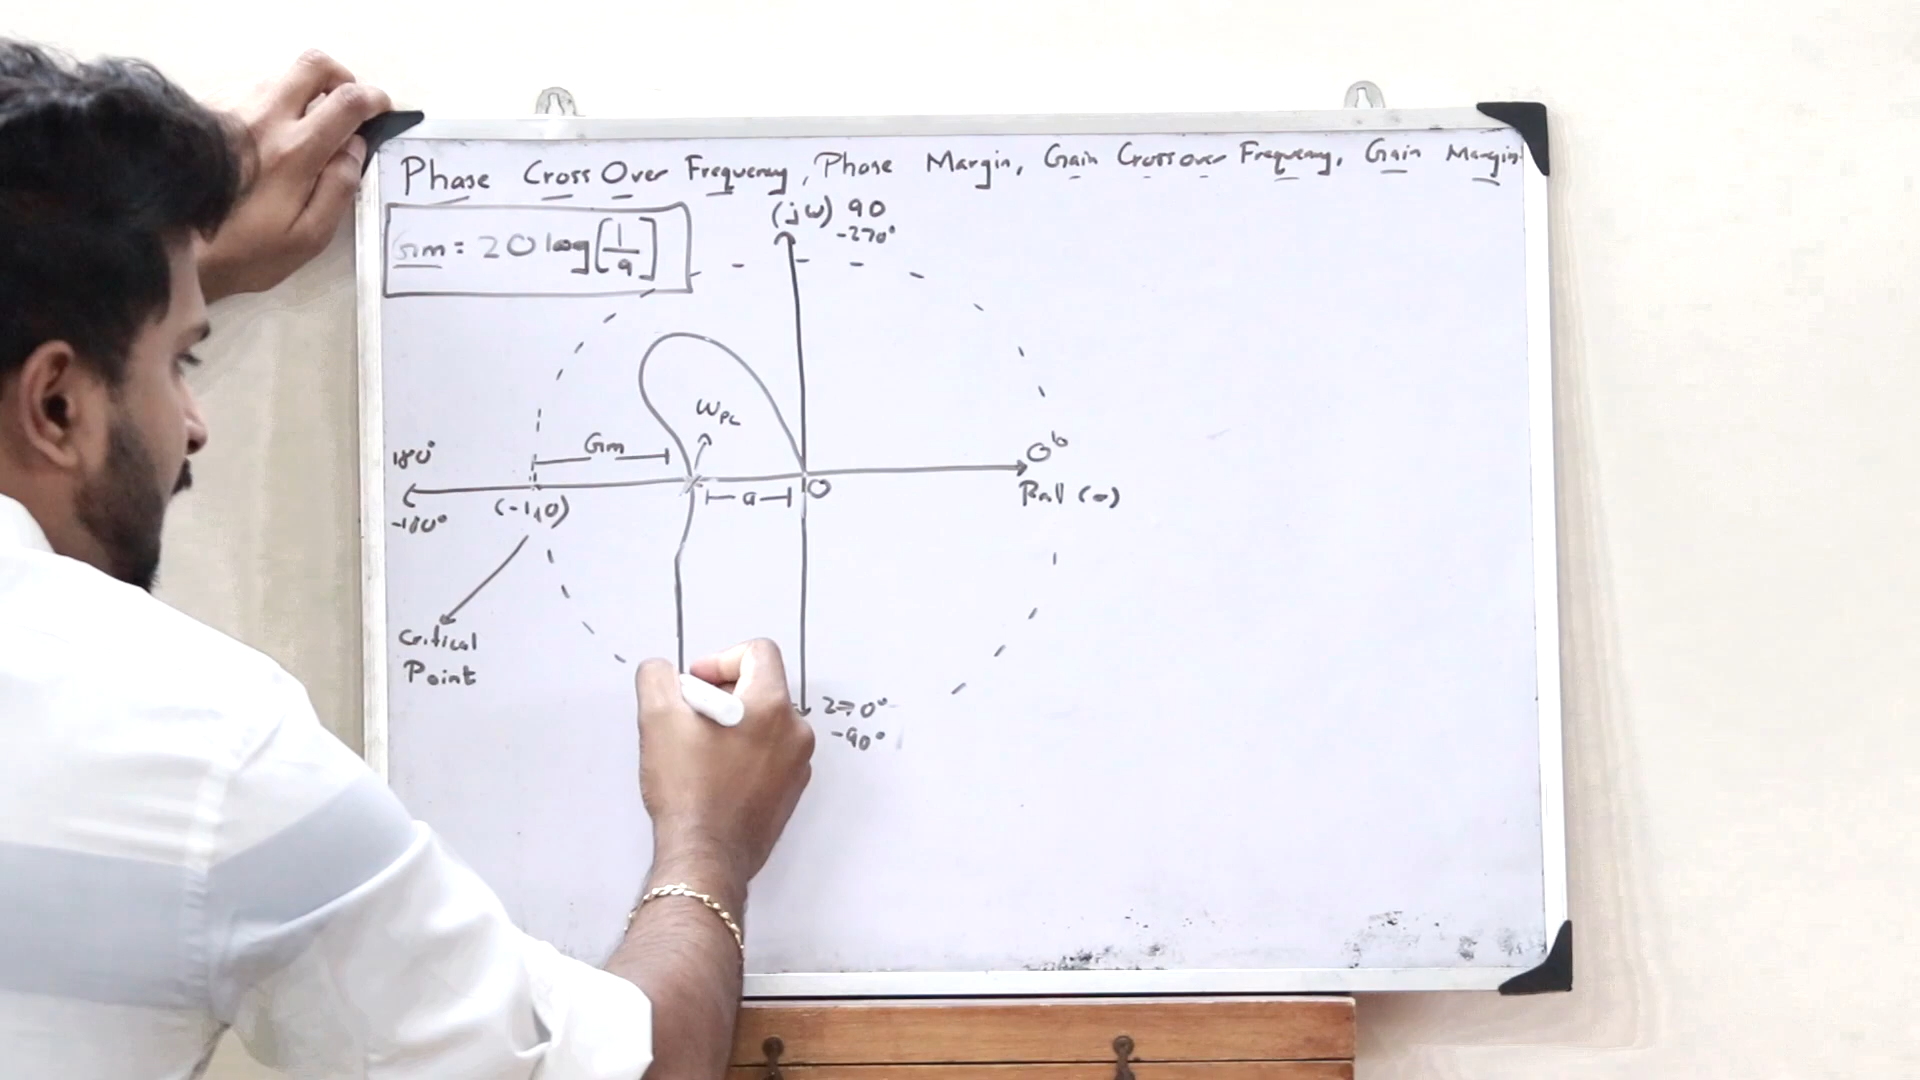 Phase Cross Over Frequency, Phase Margin, Gain Cross over Frequency, Gain Margin
Gm = 20 log [1/a]
(jω) 90
-270°
ωpc
Gm
180°
-180°
(-1,0)
a
0
0°
Critical
Point
270°
-90°